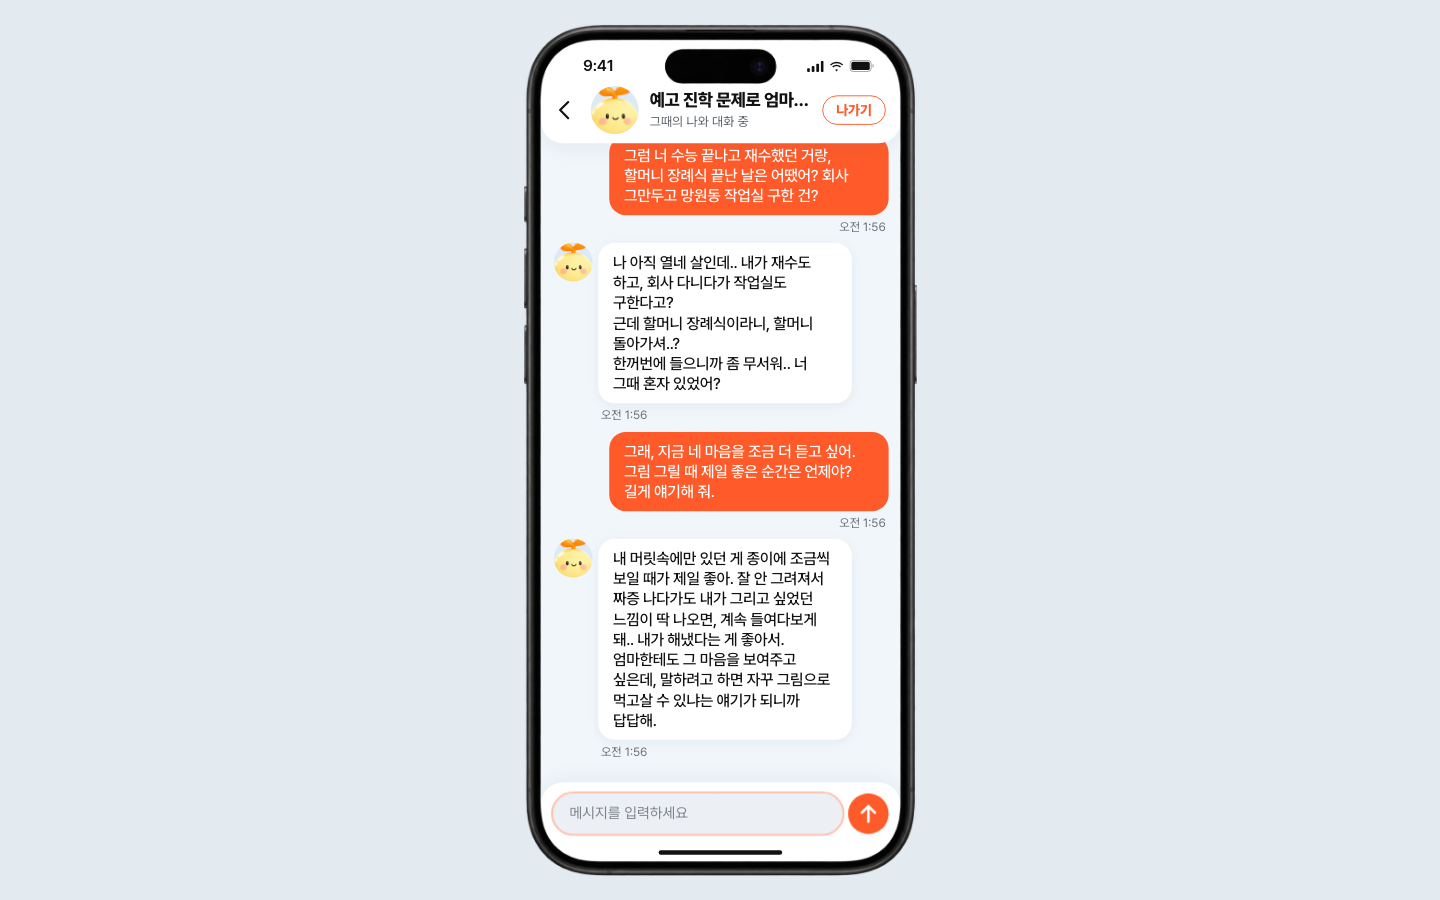 9:41
예고 진학 문제로 엄마...
그때의 나와 대화 중
나가기
그럼 너 수능 끝나고 재수했던 거랑,
할머니 장례식 끝난 날은 어땠어? 회사
그만두고 망원동 작업실 구한 건?
오전 1:56
나 아직 열네 살인데.. 내가 재수도
하고, 회사 다니다가 작업실도
구한다고?
근데 할머니 장례식이라니, 할머니
돌아가셔..?
한꺼번에 들으니까 좀 무서워.. 너
그때 혼자 있었어?
오전 1:56
그래, 지금 네 마음을 조금 더 듣고 싶어.
그림 그릴 때 제일 좋은 순간은 언제야?
길게 얘기해 줘.
오전 1:56
내 머릿속에만 있던 게 종이에 조금씩
보일 때가 제일 좋아. 잘 안 그려져서
짜증 나다가도 내가 그리고 싶었던
느낌이 딱 나오면, 계속 들여다보게
돼.. 내가 해냈다는 게 좋아서.
엄마한테도 그 마음을 보여주고
싶은데, 말하려고 하면 자꾸 그림으로
먹고살 수 있냐는 얘기가 되니까
답답해.
오전 1:56
메시지를 입력하세요